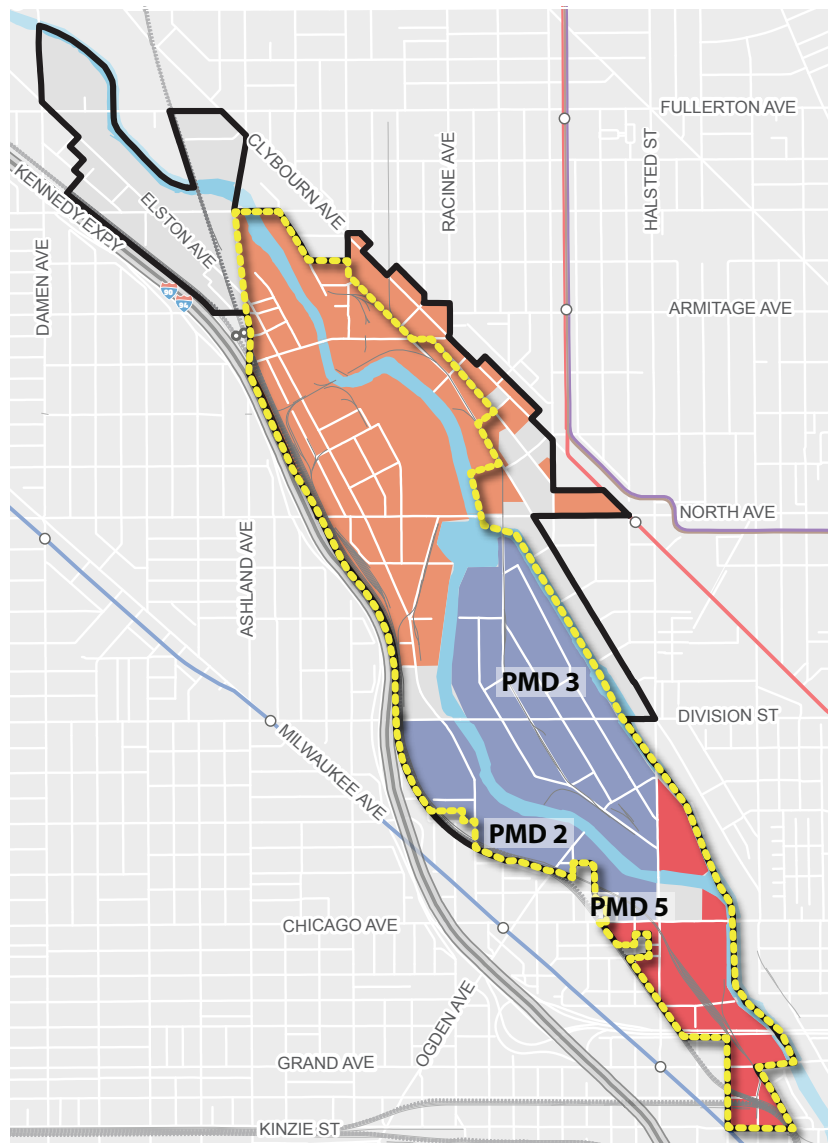 FULLERTON AVE
CLYBOURN AVE
RACINE AVE
HALSTED ST
KENNEDY EXPY
ELSTON AVE
DAMEN AVE
90
94
ARMITAGE AVE
NORTH AVE
ASHLAND AVE
PMD 3
DIVISION ST
MILWAUKEE AVE
PMD 2
PMD 5
CHICAGO AVE
OGDEN AVE
GRAND AVE
KINZIE ST